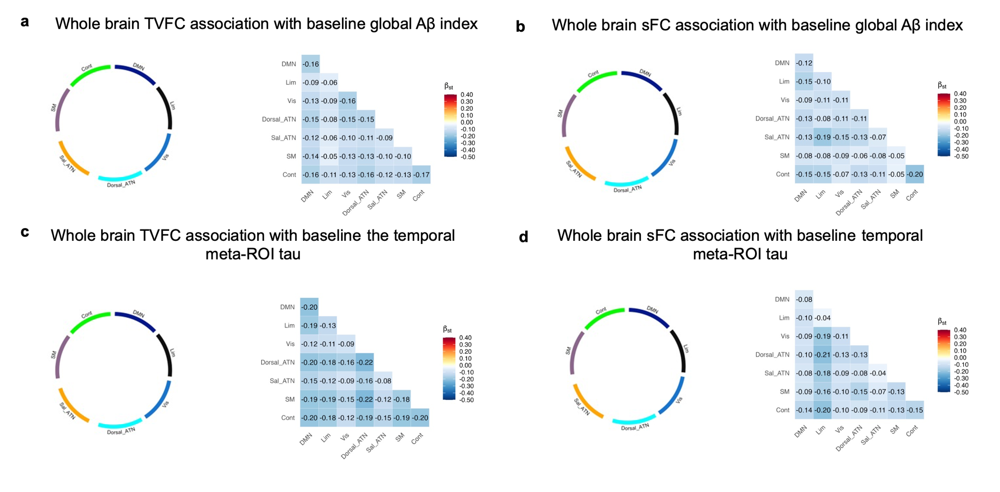 a Whole brain TVFC association with baseline global Aβ index
Cont
DMN
Lim
Vis
Dorsal_ATN
Sal_ATN
SM
DMN -0.16
Lim -0.09 -0.06
Vis -0.13 -0.09 -0.16
Dorsal_ATN -0.15 -0.08 -0.15 -0.15
Sal_ATN -0.12 -0.06 -0.10 -0.11 -0.09
SM -0.14 -0.05 -0.13 -0.13 -0.10 -0.10
Cont -0.16 -0.11 -0.13 -0.16 -0.12 -0.13 -0.17
DMN Lim Vis Dorsal_ATN Sal_ATN SM Cont
βst
0.40
0.30
0.20
0.10
0.00
-0.10
-0.20
-0.30
-0.40
-0.50
b Whole brain sFC association with baseline global Aβ index
Cont
DMN
Lim
Vis
Dorsal_ATN
Sal_ATN
SM
DMN -0.12
Lim -0.15 -0.10
Vis -0.09 -0.11 -0.11
Dorsal_ATN -0.13 -0.08 -0.11 -0.11
Sal_ATN -0.13 -0.19 -0.15 -0.13 -0.07
SM -0.08 -0.08 -0.09 -0.06 -0.08 -0.05
Cont -0.15 -0.15 -0.07 -0.13 -0.11 -0.05 -0.20
DMN Lim Vis Dorsal_ATN Sal_ATN SM Cont
βst
0.40
0.30
0.20
0.10
0.00
-0.10
-0.20
-0.30
-0.40
-0.50
c Whole brain TVFC association with baseline the temporal
meta-ROI tau
Cont
DMN
Lim
Vis
Dorsal_ATN
Sal_ATN
SM
DMN -0.20
Lim -0.19 -0.13
Vis -0.12 -0.11 -0.09
Dorsal_ATN -0.20 -0.18 -0.16 -0.22
Sal_ATN -0.15 -0.12 -0.09 -0.16 -0.08
SM -0.19 -0.19 -0.15 -0.22 -0.12 -0.18
Cont -0.20 -0.18 -0.12 -0.19 -0.15 -0.19 -0.20
DMN Lim Vis Dorsal_ATN Sal_ATN SM Cont
βst
0.40
0.30
0.20
0.10
0.00
-0.10
-0.20
-0.30
-0.40
-0.50
d Whole brain sFC association with baseline temporal
meta-ROI tau
Cont
DMN
Lim
Vis
Dorsal_ATN
Sal_ATN
SM
DMN -0.08
Lim -0.10 -0.04
Vis -0.09 -0.19 -0.11
Dorsal_ATN -0.10 -0.21 -0.13 -0.13
Sal_ATN -0.08 -0.18 -0.09 -0.08 -0.04
SM -0.09 -0.16 -0.10 -0.15 -0.07 -0.13
Cont -0.14 -0.20 -0.10 -0.09 -0.11 -0.13 -0.15
DMN Lim Vis Dorsal_ATN Sal_ATN SM Cont
βst
0.40
0.30
0.20
0.10
0.00
-0.10
-0.20
-0.30
-0.40
-0.50